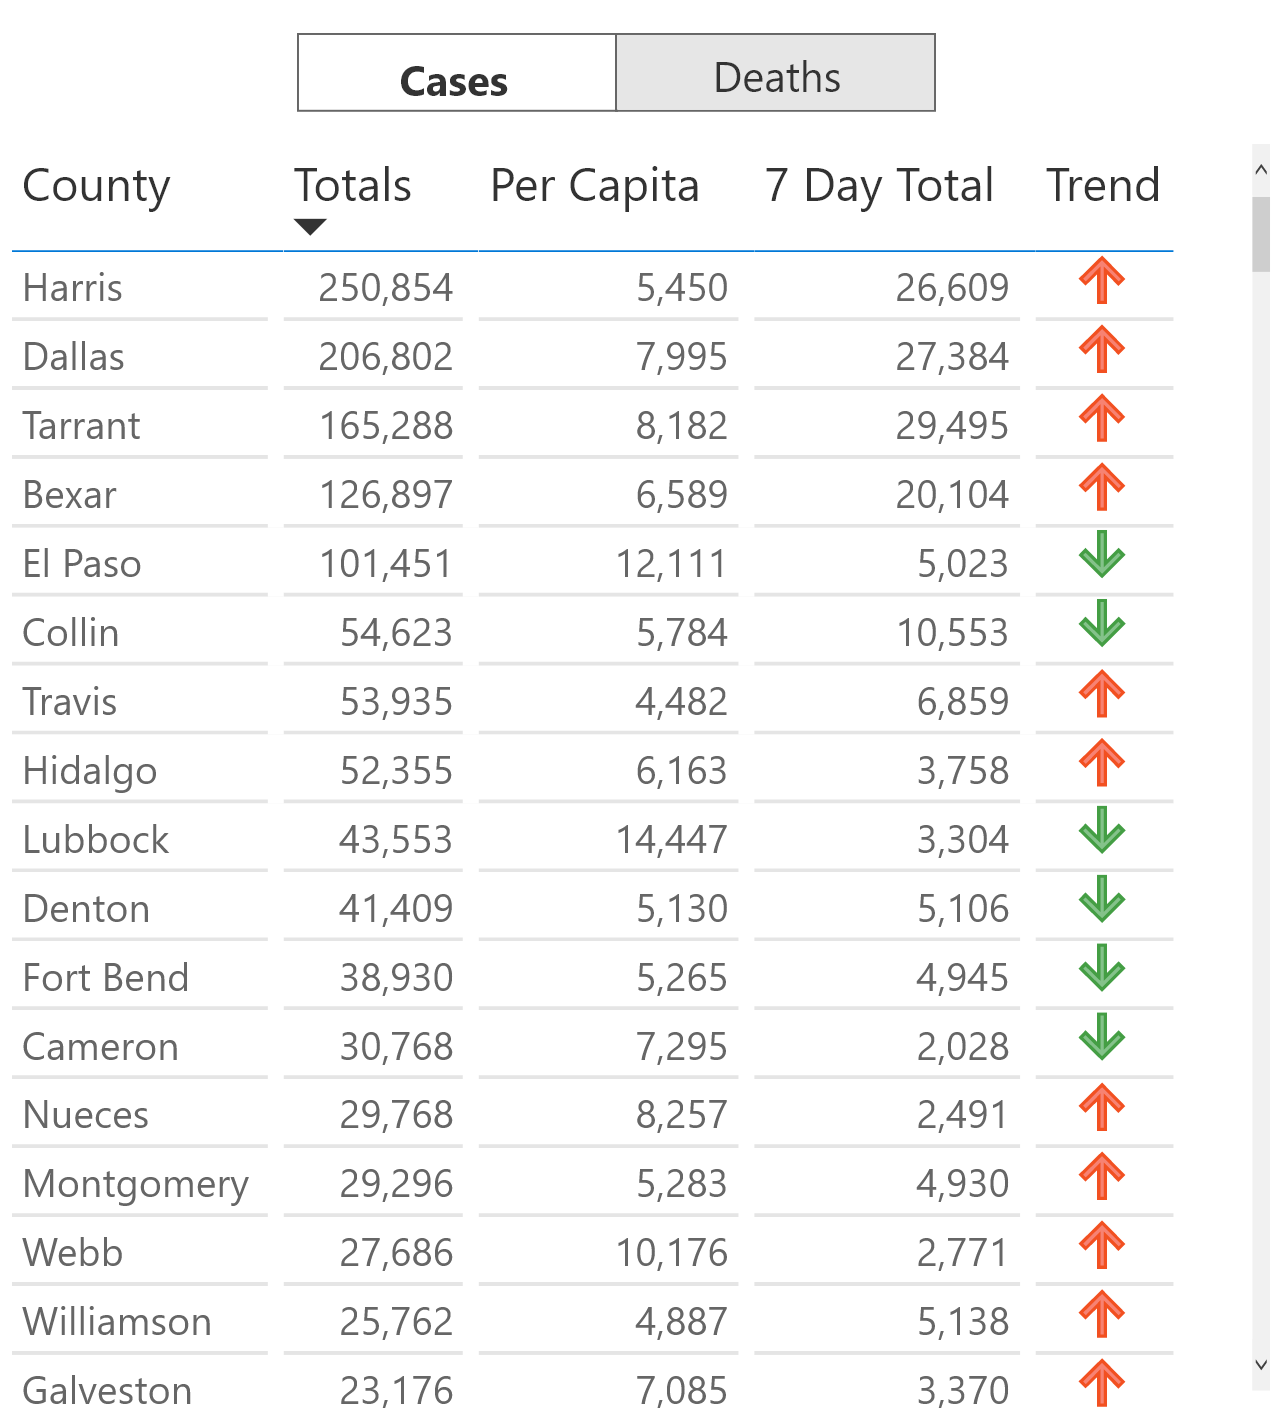 Cases Deaths
County Totals Per Capita 7 Day Total Trend
Harris 250,854 5,450 26,609
Dallas 206,802 7,995 27,384
Tarrant 165,288 8,182 29,495
Bexar 126,897 6,589 20,104
El Paso 101,451 12,111 5,023
Collin 54,623 5,784 10,553
Travis 53,935 4,482 6,859
Hidalgo 52,355 6,163 3,758
Lubbock 43,553 14,447 3,304
Denton 41,409 5,130 5,106
Fort Bend 38,930 5,265 4,945
Cameron 30,768 7,295 2,028
Nueces 29,768 8,257 2,491
Montgomery 29,296 5,283 4,930
Webb 27,686 10,176 2,771
Williamson 25,762 4,887 5,138
Galveston 23,176 7,085 3,370